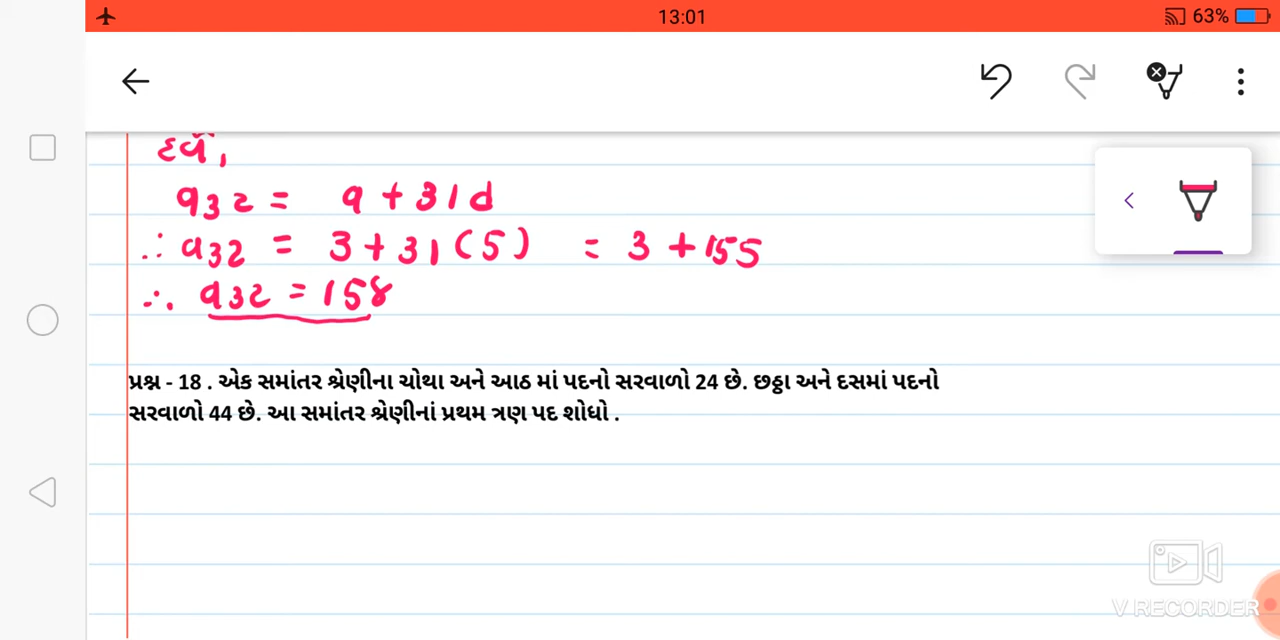 13:01
63%
હવે,
a32 = a + 31d
∴ a32 = 3 + 31 ( 5 ) = 3 + 155
∴ a32 = 158
પ્રશ્ન - 18 . એક સમાંતર શ્રેણીના ચોથા અને આઠ માં પદનો સરવાળો 24 છે. છઠ્ઠા અને દસમાં પદનો
સરવાળો 44 છે. આ સમાંતર શ્રેણીનાં પ્રથમ ત્રણ પદ શોધો .
V RECORDER